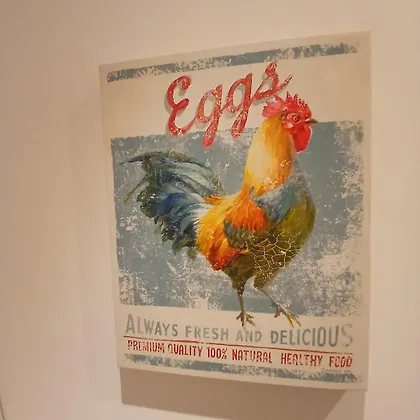 Eggs
ALWAYS FRESH AND DELICIOUS
PREMIUM QUALITY 100% NATURAL HEALTHY FOOD